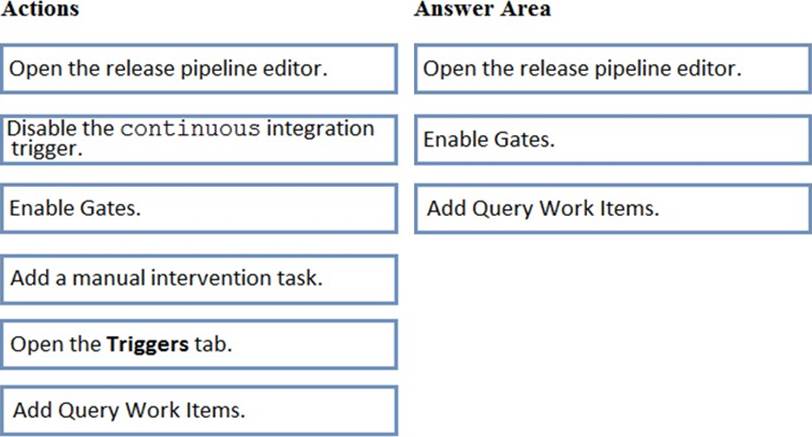 Actions
Open the release pipeline editor.
Disable the continuous integration
trigger.
Enable Gates.
Add a manual intervention task.
Open the Triggers tab.
Add Query Work Items.
Answer Area
Open the release pipeline editor.
Enable Gates.
Add Query Work Items.